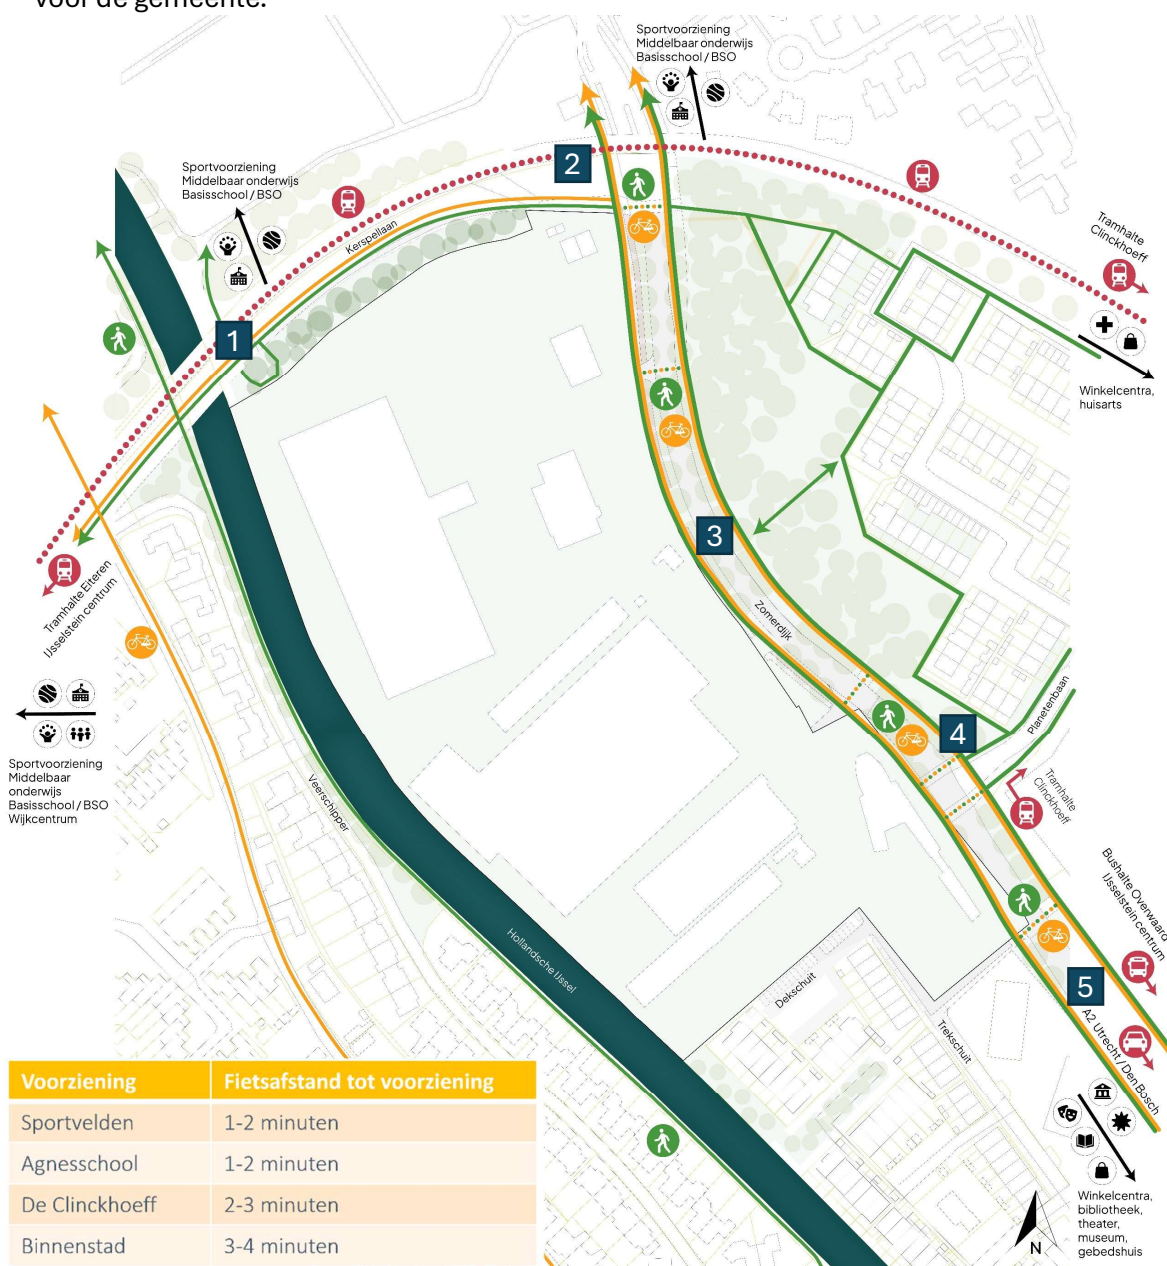 voor de gemeente.
Sportvoorziening
Middelbaar onderwijs
Basisschool / BSO
2
Sportvoorziening
Middelbaar onderwijs
Basisschool / BSO
Kerspellaan
Tramhalte
Clinckhoeff
1
Winkelcentra,
huisarts
3
Tramhalte Eiteren
IJsselstein centrum
Zomerdijk
Planetenbaan
4
Sportvoorziening
Middelbaar
onderwijs
Basisschool / BSO
Wijkcentrum
Veerschipper
Tramhalte
Clinckhoeff
Bushalte Overwaard
IJsselstein centrum
Hollandsche IJssel
Dekschuit
5
Trekschuit
A2 Utrecht / Den Bosch
Voorziening Fietsafstand tot voorziening
Sportvelden 1-2 minuten
Agnesschool 1-2 minuten
De Clinckhoeff 2-3 minuten
Binnenstad 3-4 minuten
Winkelcentra,
bibliotheek,
theater,
museum,
gebedshuis
N